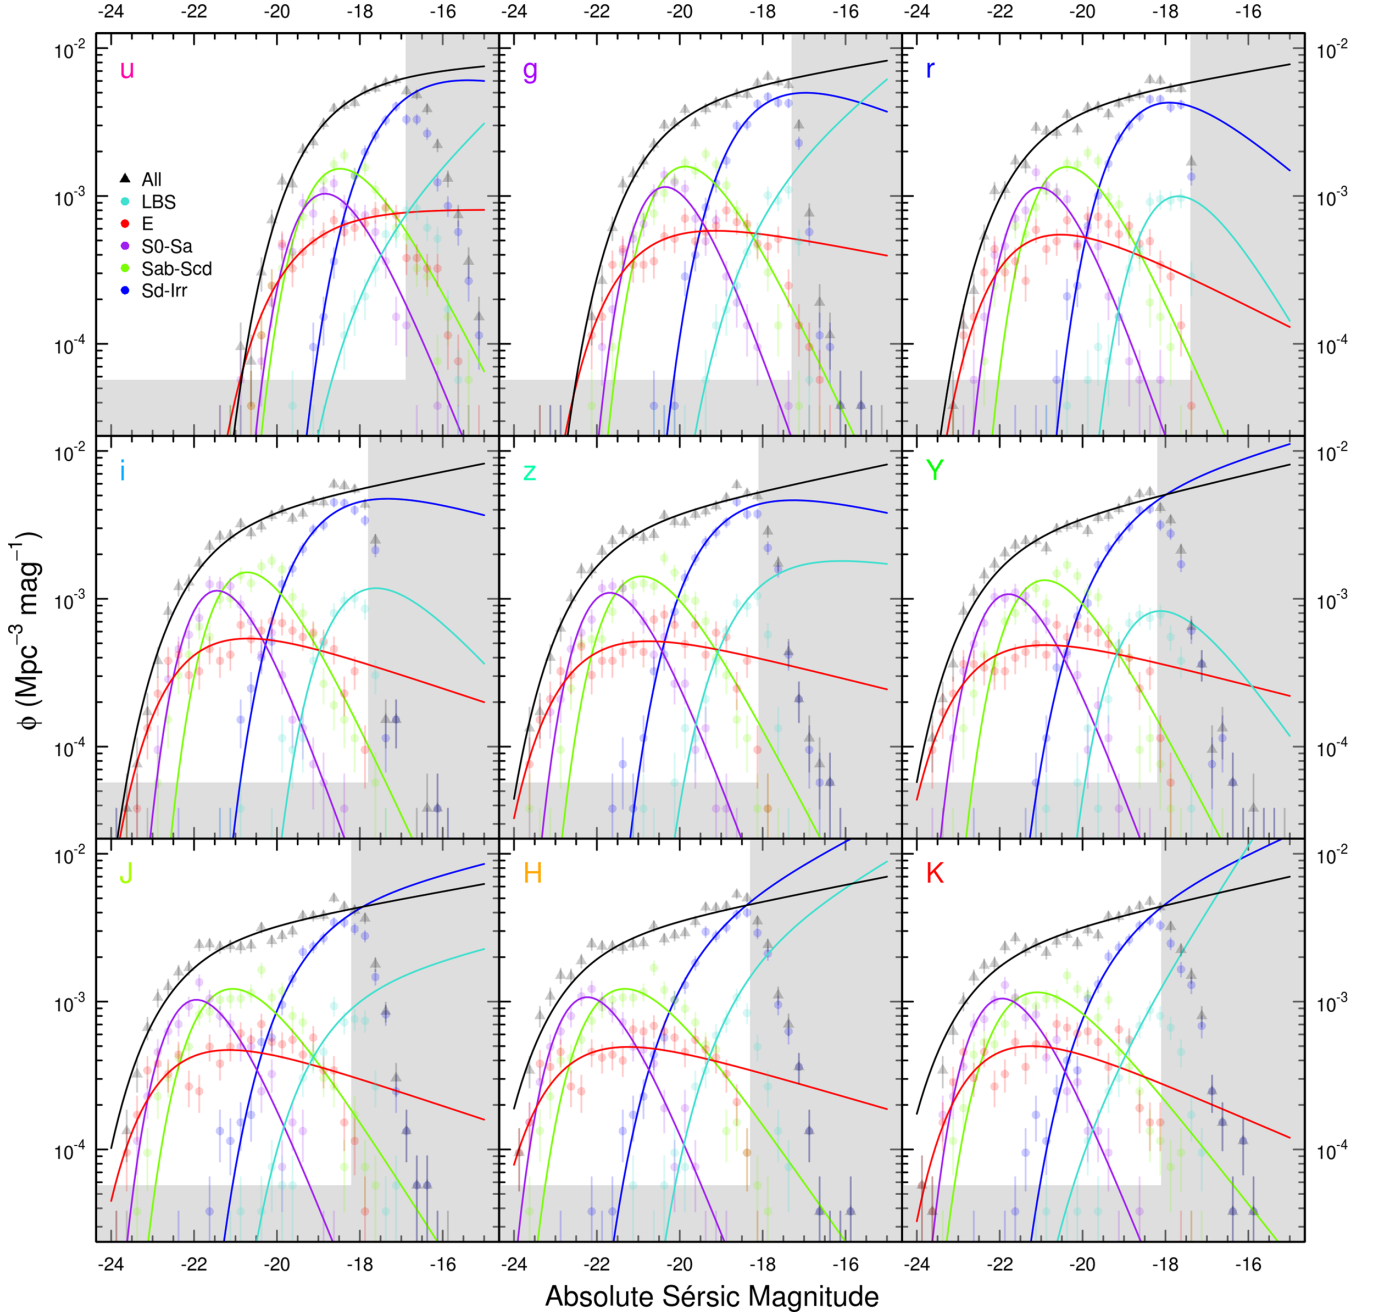 -24 -22 -20 -18 -16 -24 -22 -20 -18 -16 -24 -22 -20 -18 -16
10⁻² u g r 10⁻²
All
LBS
10⁻³ E 10⁻³
S0-Sa
Sab-Scd
Sd-Irr
10⁻⁴ 10⁻⁴
10⁻² i z Y 10⁻²
10⁻³ 10⁻³
ϕ (Mpc⁻³ mag⁻¹)
10⁻⁴ 10⁻⁴
10⁻² J H K 10⁻²
10⁻³ 10⁻³
10⁻⁴ 10⁻⁴
-24 -22 -20 -18 -16 -24 -22 -20 -18 -16 -24 -22 -20 -18 -16
Absolute Sérsic Magnitude